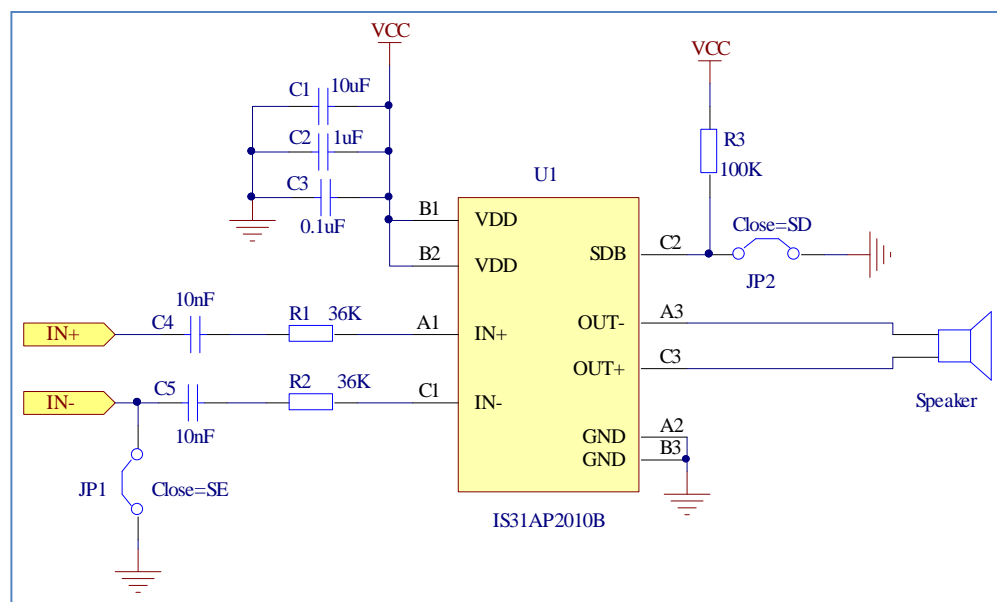 VCC
VCC
C1 10uF
C2 1uF
C3
0.1uF
R3
100K
U1
B1 VDD
B2 VDD
Close=SD
SDB C2
JP2
10nF
IN+ C4 R1 36K A1 IN+
OUT- A3
OUT+ C3
IN- C5 R2 36K C1 IN-
10nF
Speaker
GND A2
GND B3
JP1 Close=SE
IS31AP2010B